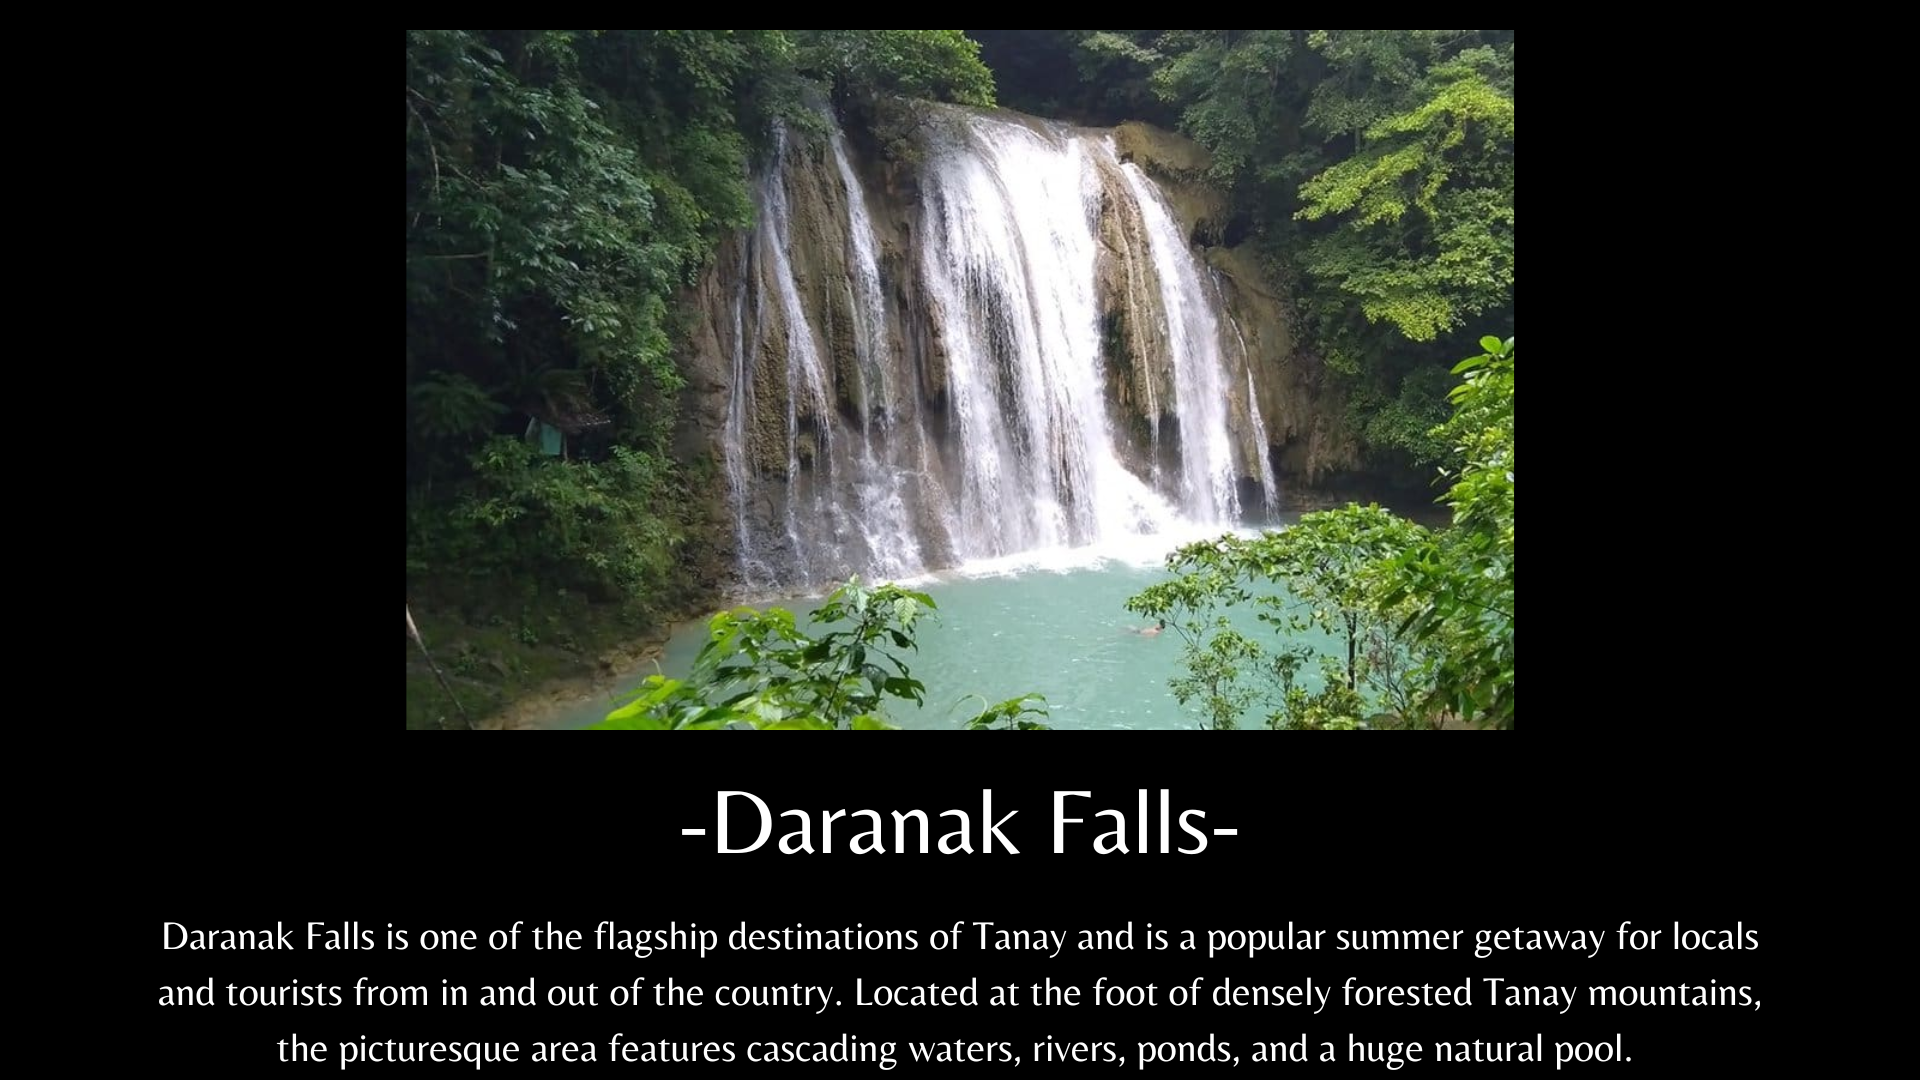 -Daranak Falls-
Daranak Falls is one of the flagship destinations of Tanay and is a popular summer getaway for locals
and tourists from in and out of the country. Located at the foot of densely forested Tanay mountains,
the picturesque area features cascading waters, rivers, ponds, and a huge natural pool.